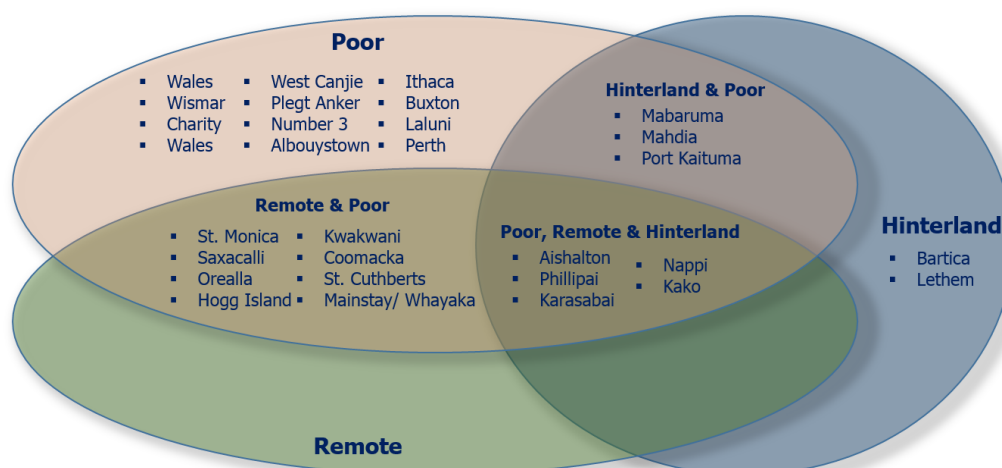 Poor
▪ Wales ▪ West Canjie ▪ Ithaca
▪ Wismar ▪ Plegt Anker ▪ Buxton
▪ Charity ▪ Number 3 ▪ Laluni
▪ Wales ▪ Albouystown ▪ Perth
Hinterland & Poor
▪ Mabaruma
▪ Mahdia
▪ Port Kaituma
Remote & Poor
▪ St. Monica ▪ Kwakwani
▪ Saxacalli ▪ Coomacka
▪ Orealla ▪ St. Cuthberts
▪ Hogg Island ▪ Mainstay/ Whayaka
Poor, Remote & Hinterland
▪ Aishalton
▪ Phillipai
▪ Karasabai
▪ Nappi
▪ Kako
Hinterland
▪ Bartica
▪ Lethem
Remote